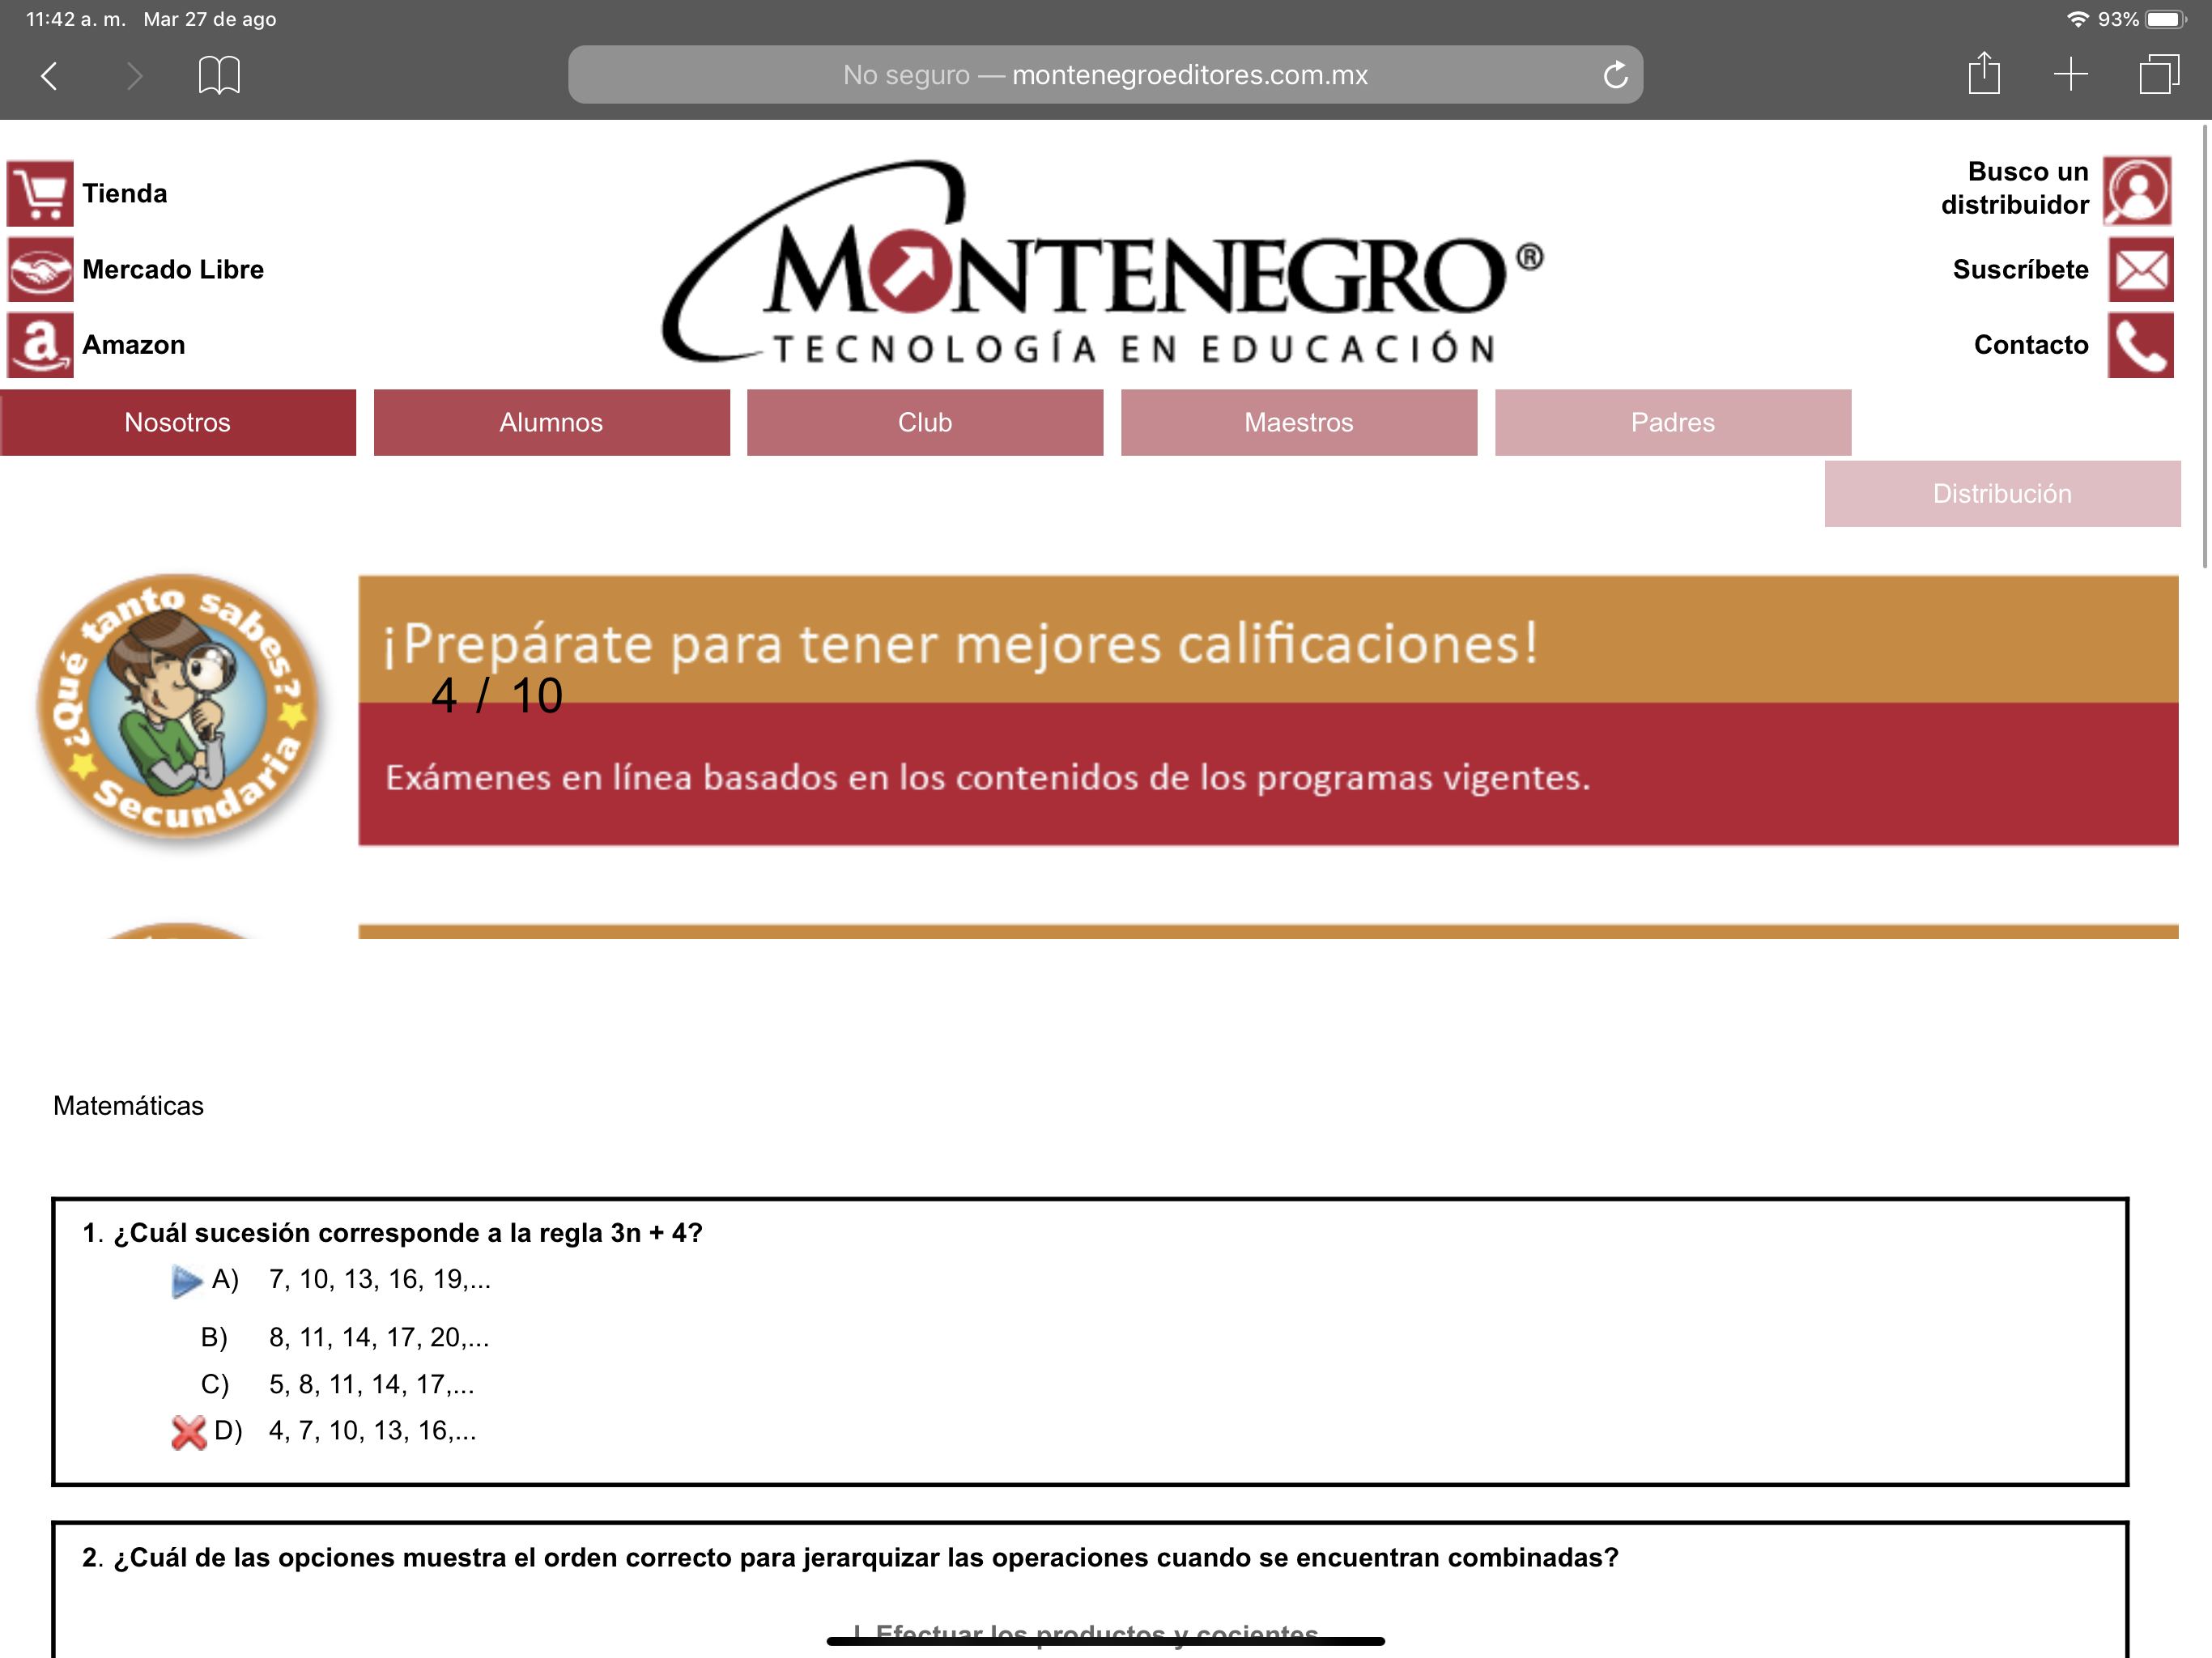 11:42 a. m. Mar 27 de ago
93%
No seguro — montenegroeditores.com.mx
Tienda
Mercado Libre
Amazon
MONTENEGRO®
TECNOLOGÍA EN EDUCACIÓN
Busco un
distribuidor
Suscríbete
Contacto
Nosotros
Alumnos
Club
Maestros
Padres
Distribución
¿Qué tanto sabes?
Secundaria
¡Prepárate para tener mejores calificaciones!
4 / 10
Exámenes en línea basados en los contenidos de los programas vigentes.
Matemáticas
1. ¿Cuál sucesión corresponde a la regla 3n + 4?
A) 7, 10, 13, 16, 19,...
B) 8, 11, 14, 17, 20,...
C) 5, 8, 11, 14, 17,...
D) 4, 7, 10, 13, 16,...
2. ¿Cuál de las opciones muestra el orden correcto para jerarquizar las operaciones cuando se encuentran combinadas?
I. Efectuar los productos y cocientes